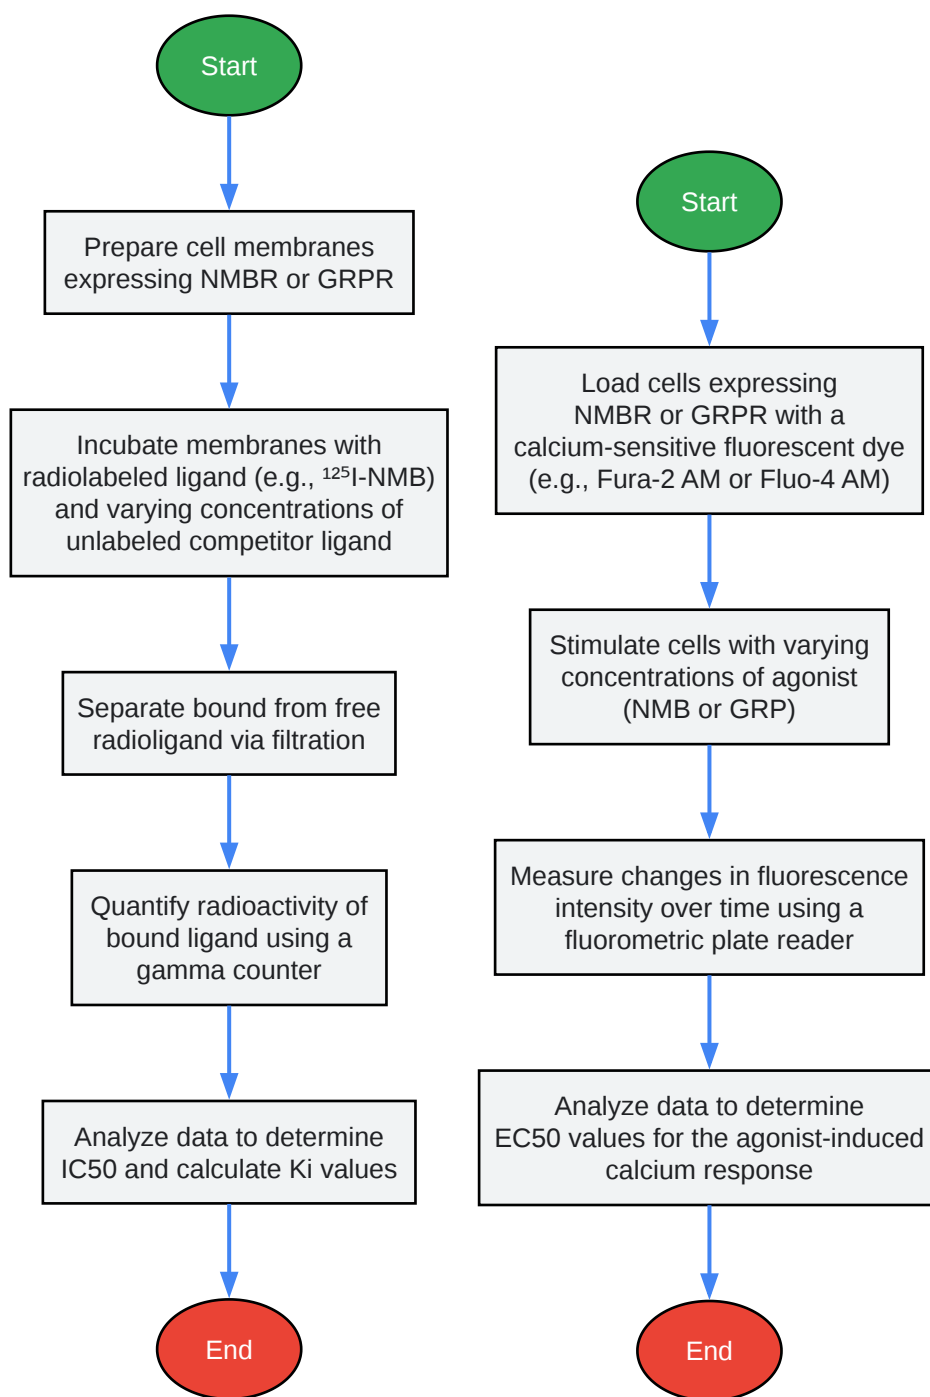 Start
Prepare cell membranes
expressing NMBR or GRPR
Incubate membranes with
radiolabeled ligand (e.g., ¹²⁵I-NMB)
and varying concentrations of
unlabeled competitor ligand
Separate bound from free
radioligand via filtration
Quantify radioactivity of
bound ligand using a
gamma counter
Analyze data to determine
IC50 and calculate Ki values
End
Start
Load cells expressing
NMBR or GRPR with a
calcium-sensitive fluorescent dye
(e.g., Fura-2 AM or Fluo-4 AM)
Stimulate cells with varying
concentrations of agonist
(NMB or GRP)
Measure changes in fluorescence
intensity over time using a
fluorometric plate reader
Analyze data to determine
EC50 values for the agonist-induced
calcium response
End